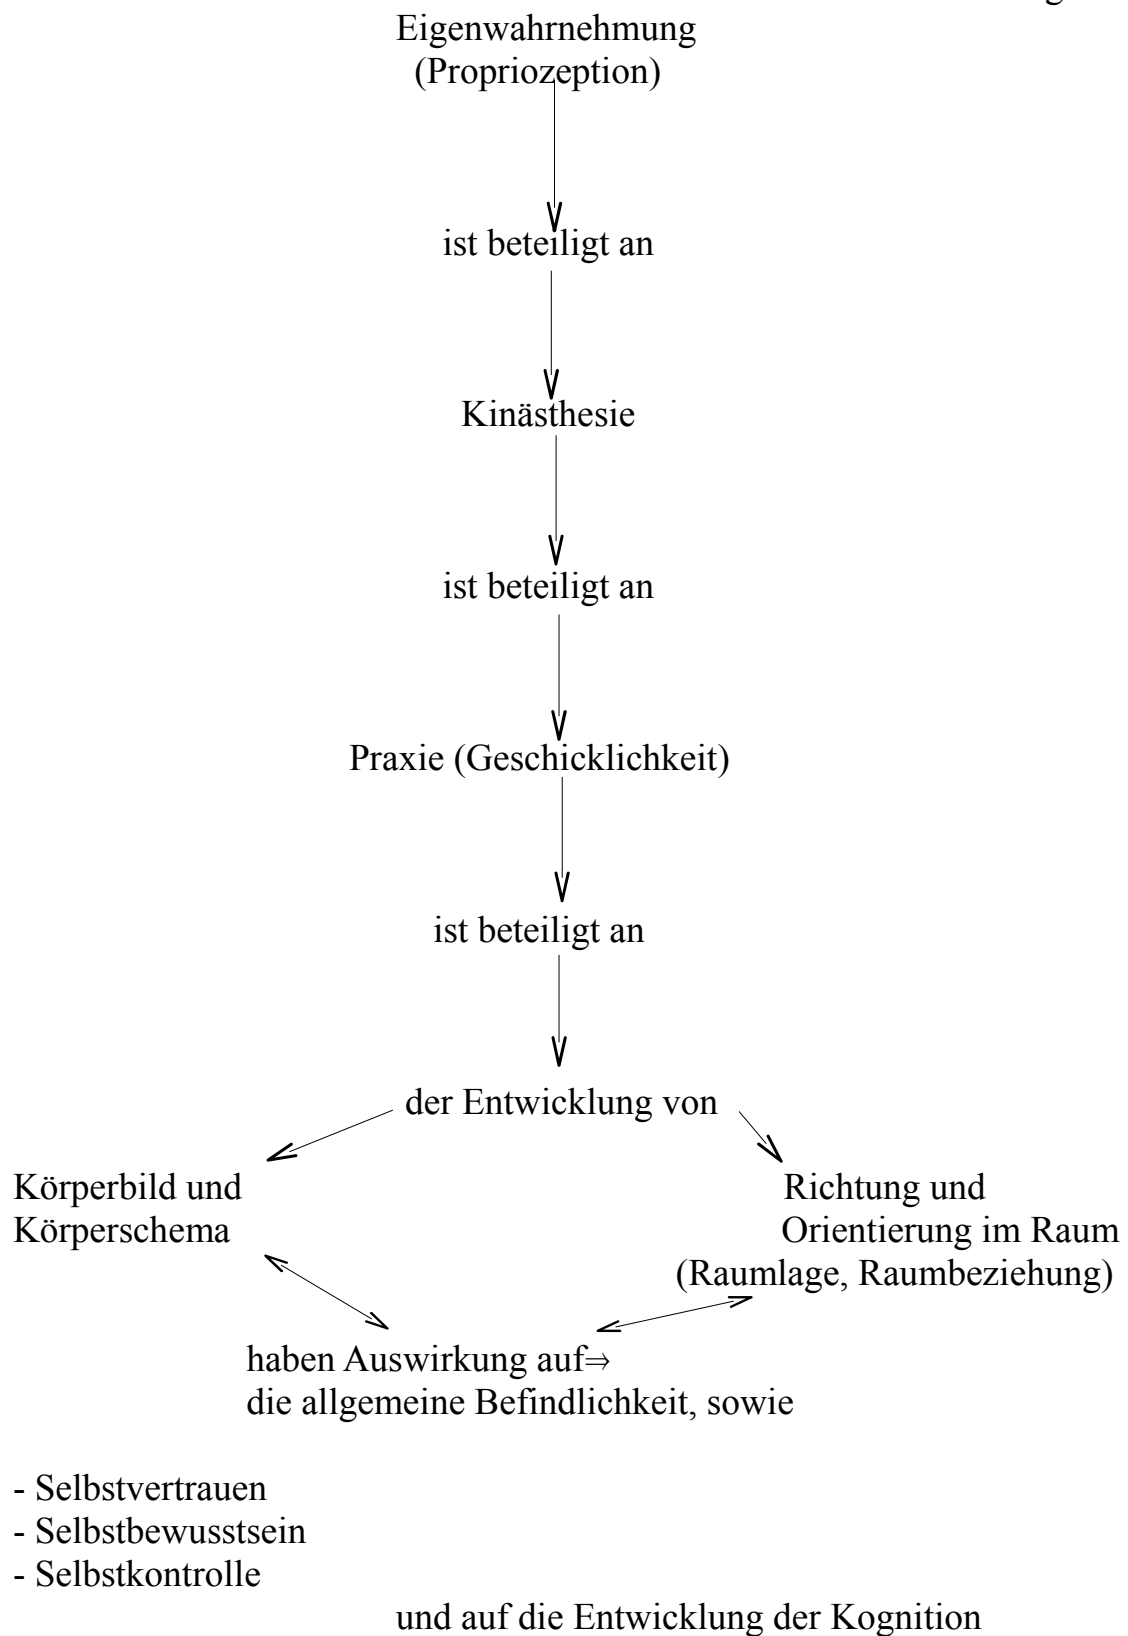 Eigenwahrnehmung
(Propriozeption)
ist beteiligt an
Kinästhesie
ist beteiligt an
Praxie (Geschicklichkeit)
ist beteiligt an
der Entwicklung von
Körperbild und
Körperschema
Richtung und
Orientierung im Raum
(Raumlage, Raumbeziehung)
haben Auswirkung auf⇒
die allgemeine Befindlichkeit, sowie
- Selbstvertrauen
- Selbstbewusstsein
- Selbstkontrolle
und auf die Entwicklung der Kognition